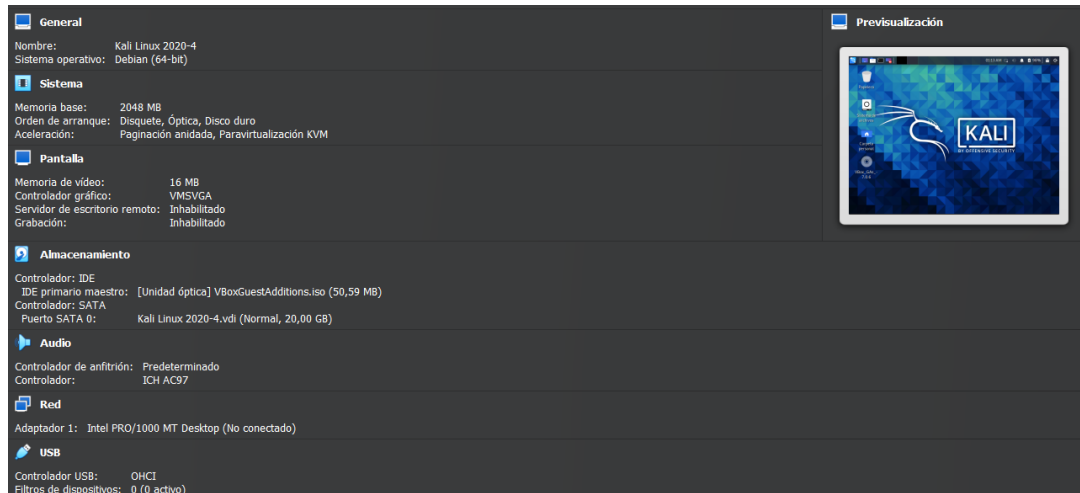 General
Nombre: Kali Linux 2020-4
Sistema operativo: Debian (64-bit)
Sistema
Memoria base: 2048 MB
Orden de arranque: Disquete, Óptica, Disco duro
Aceleración: Paginación anidada, Paravirtualización KVM
Pantalla
Memoria de vídeo: 16 MB
Controlador gráfico: VMSVGA
Servidor de escritorio remoto: Inhabilitado
Grabación: Inhabilitado
Almacenamiento
Controlador: IDE
IDE primario maestro: [Unidad óptica] VBoxGuestAdditions.iso (50,59 MB)
Controlador: SATA
Puerto SATA 0: Kali Linux 2020-4.vdi (Normal, 20,00 GB)
Audio
Controlador de anfitrión: Predeterminado
Controlador: ICH AC97
Red
Adaptador 1: Intel PRO/1000 MT Desktop (No conectado)
USB
Controlador USB: OHCI
Filtros de dispositivos: 0 (0 activo)
Previsualización
KALI
BY OFFENSIVE SECURITY